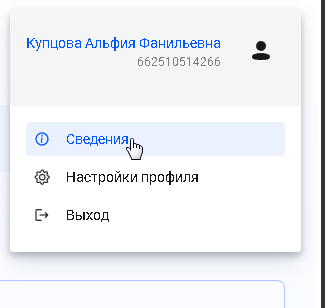 Купцова Альфия Фанильевна
662510514266
Сведения
Настройки профиля
Выход